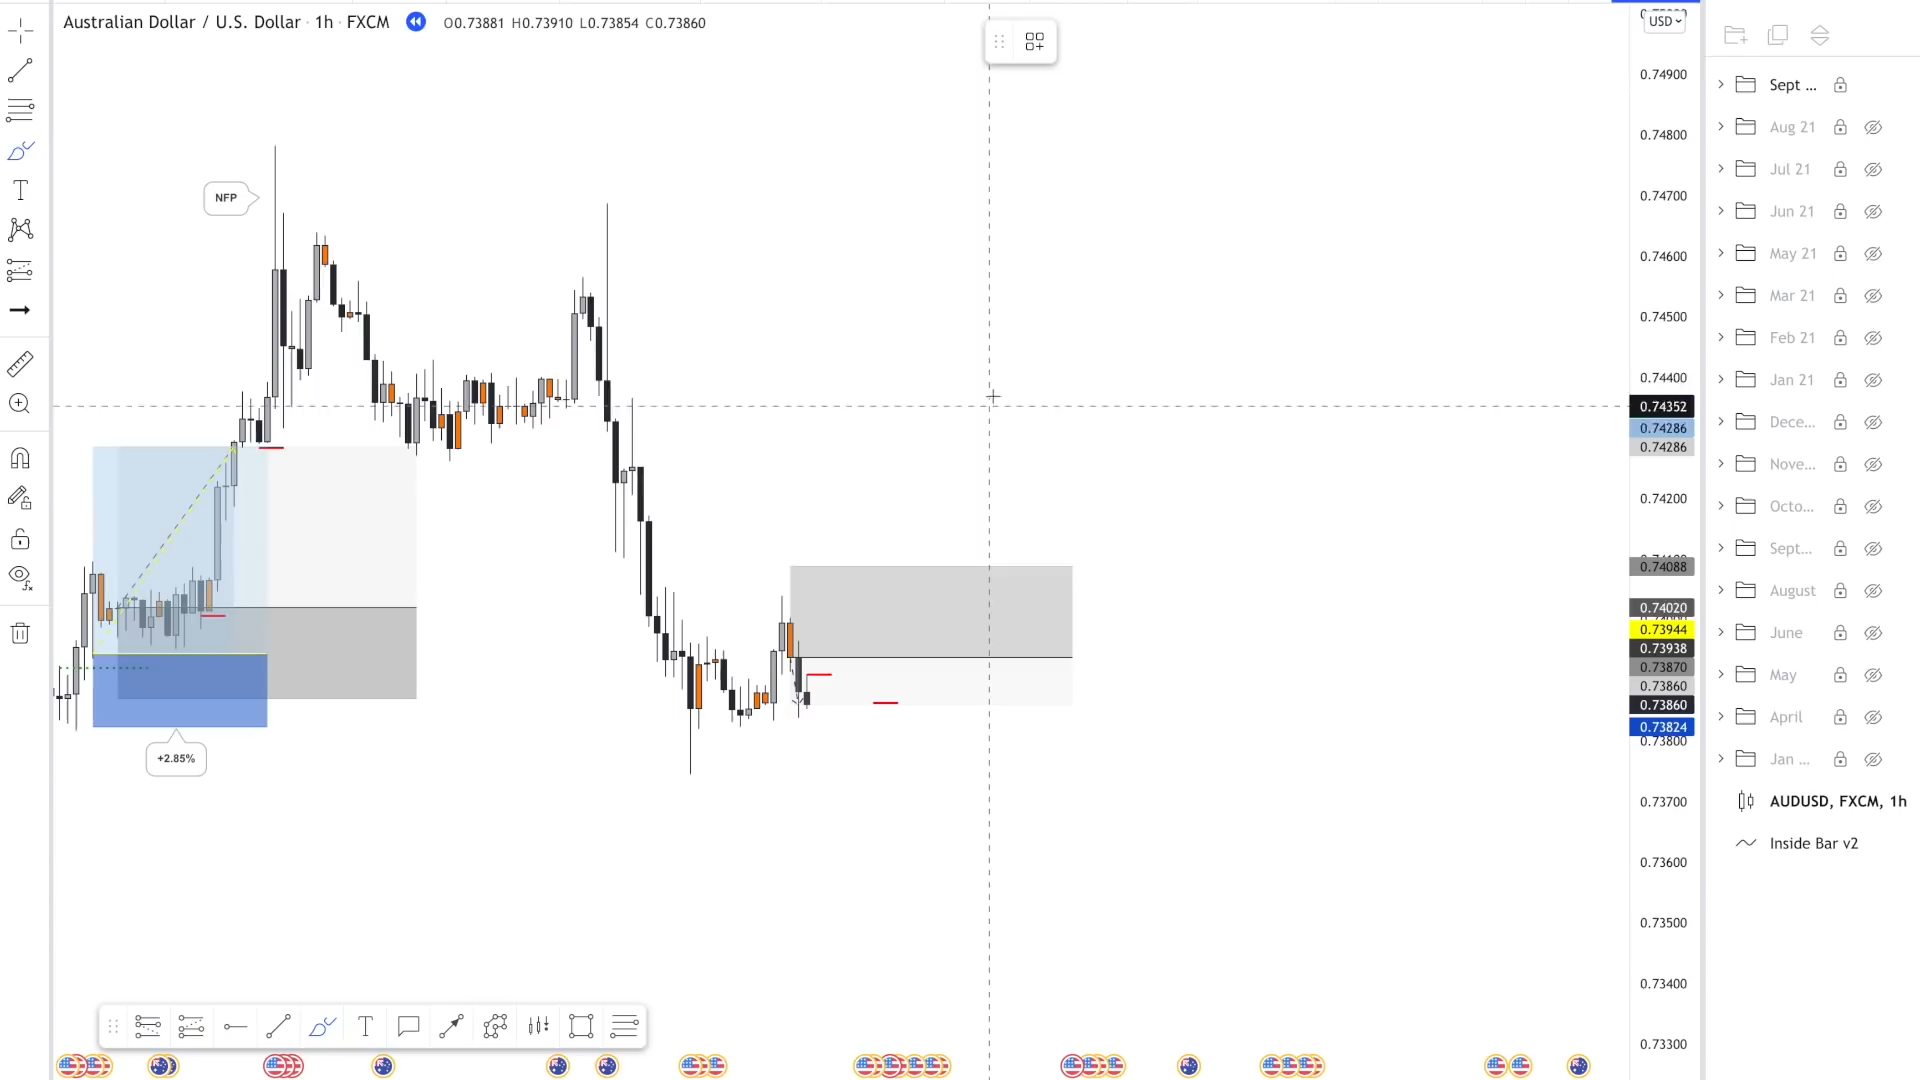 Australian Dollar / U.S. Dollar · 1h · FXCM
O0.73881 H0.73910 L0.73854 C0.73860
USD
0.74900
0.74800
0.74700
0.74600
0.74500
0.74400
0.74352
0.74286
0.74286
0.74200
0.74088
0.74020
0.73944
0.73938
0.73870
0.73860
0.73860
0.73824
0.73800
0.73700
0.73600
0.73500
0.73400
0.73300
NFP
+2.85%
T
T
Sept ...
Aug 21
Jul 21
Jun 21
May 21
Mar 21
Feb 21
Jan 21
Dece...
Nove...
Octo...
Sept...
August
June
May
April
Jan ...
AUDUSD, FXCM, 1h
Inside Bar v2